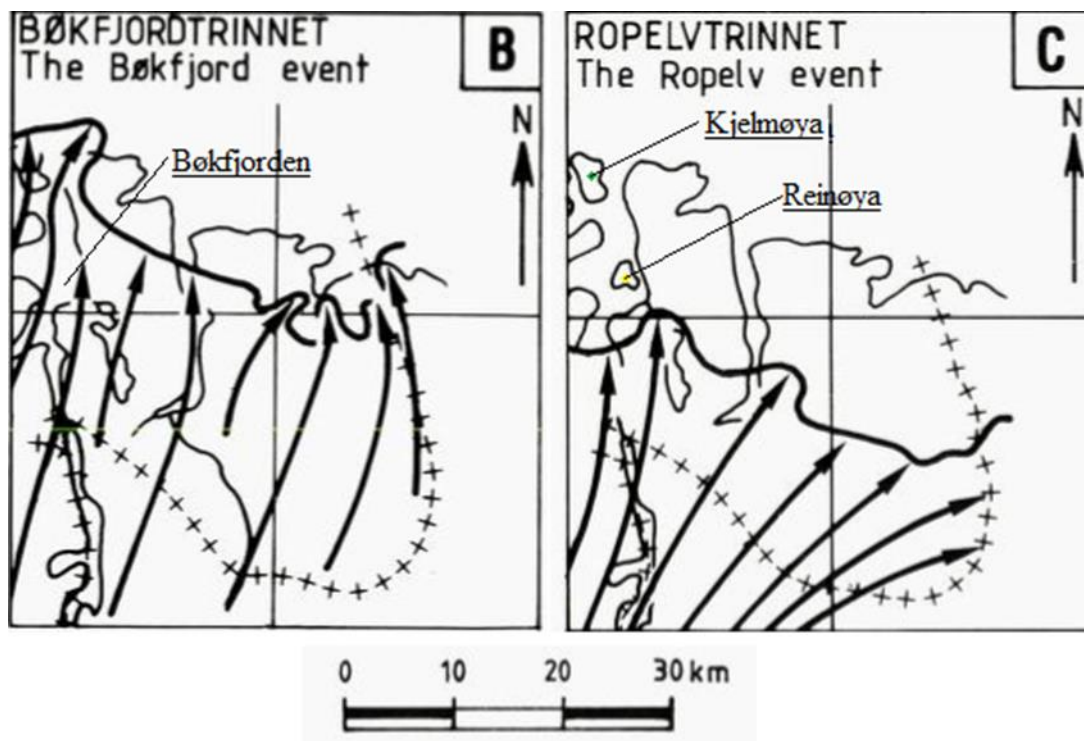 BØKFJORDTRINNET
The Bøkfjord event
B
N
Bøkfjorden
ROPELVTRINNET
The Ropelv event
C
N
Kjelmøya
Reinøya
0 10 20 30 km